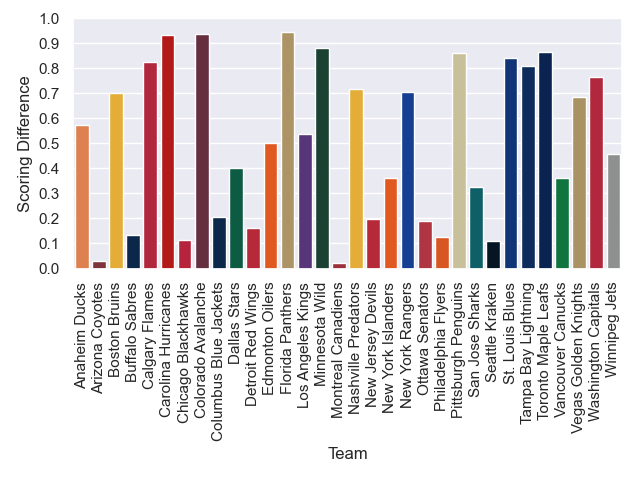 1.0
0.9
0.8
0.7
0.6
0.5
0.4
0.3
0.2
0.1
0.0
Scoring Difference
Anaheim Ducks
Arizona Coyotes
Boston Bruins
Buffalo Sabres
Calgary Flames
Carolina Hurricanes
Chicago Blackhawks
Colorado Avalanche
Columbus Blue Jackets
Dallas Stars
Detroit Red Wings
Edmonton Oilers
Florida Panthers
Los Angeles Kings
Minnesota Wild
Montreal Canadiens
Nashville Predators
New Jersey Devils
New York Islanders
New York Rangers
Ottawa Senators
Philadelphia Flyers
Pittsburgh Penguins
San Jose Sharks
Seattle Kraken
St. Louis Blues
Tampa Bay Lightning
Toronto Maple Leafs
Vancouver Canucks
Vegas Golden Knights
Washington Capitals
Winnipeg Jets
Team